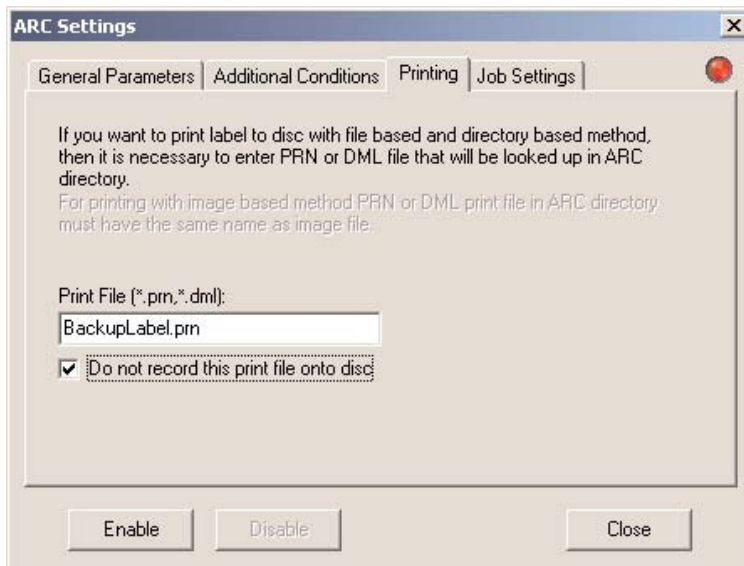 ARC Settings
General Parameters Additional Conditions Printing Job Settings
If you want to print label to disc with file based and directory based method,
then it is necessary to enter PRN or DML file that will be looked up in ARC
directory.
For printing with image based method PRN or DML print file in ARC directory
must have the same name as image file.
Print File (*.prn,*.dml):
BackupLabel.prn
Do not record this print file onto disc
Enable Disable Close